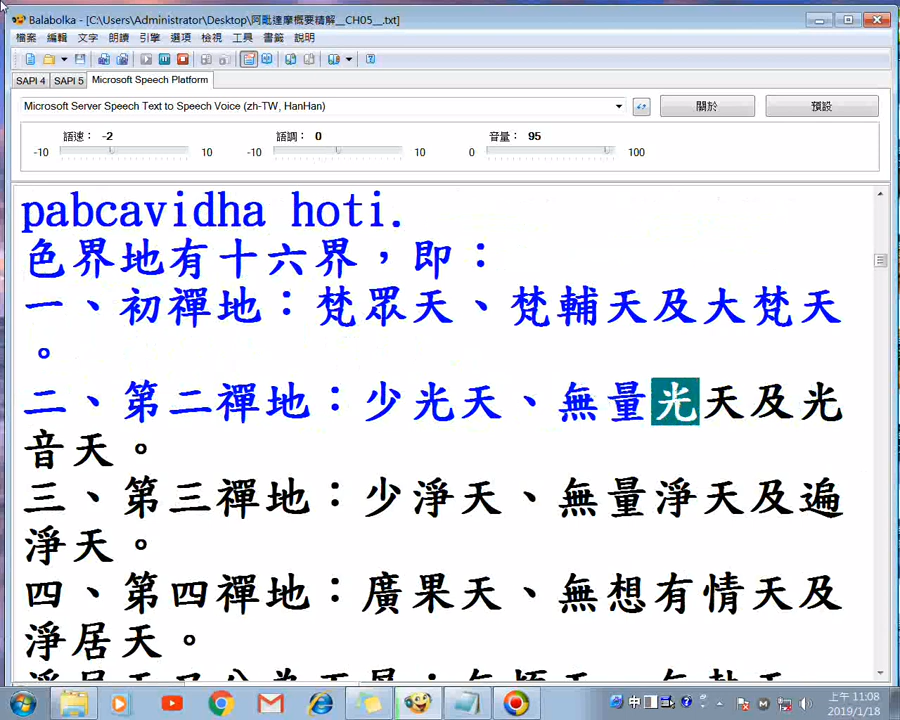 Balabolka - [C:\Users\Administrator\Desktop\阿毗達摩概要精解__CH05__.txt]
檔案 編輯 文字 朗讀 引擎 選項 檢視 工具 書籤 說明
SAPI 4 SAPI 5 Microsoft Speech Platform
Microsoft Server Speech Text to Speech Voice (zh-TW, HanHan) 關於 預設
語速： -2 語調： 0 音量： 95
-10 10 -10 10 0 100
pabcavidha hoti.
色界地有十六界，即：
一、初禪地：梵眾天、梵輔天及大梵天
。
二、第二禪地：少光天、無量光天及光
音天。
三、第三禪地：少淨天、無量淨天及遍
淨天。
四、第四禪地：廣果天、無想有情天及
淨居天。
中
上午 11:08
2019/1/18